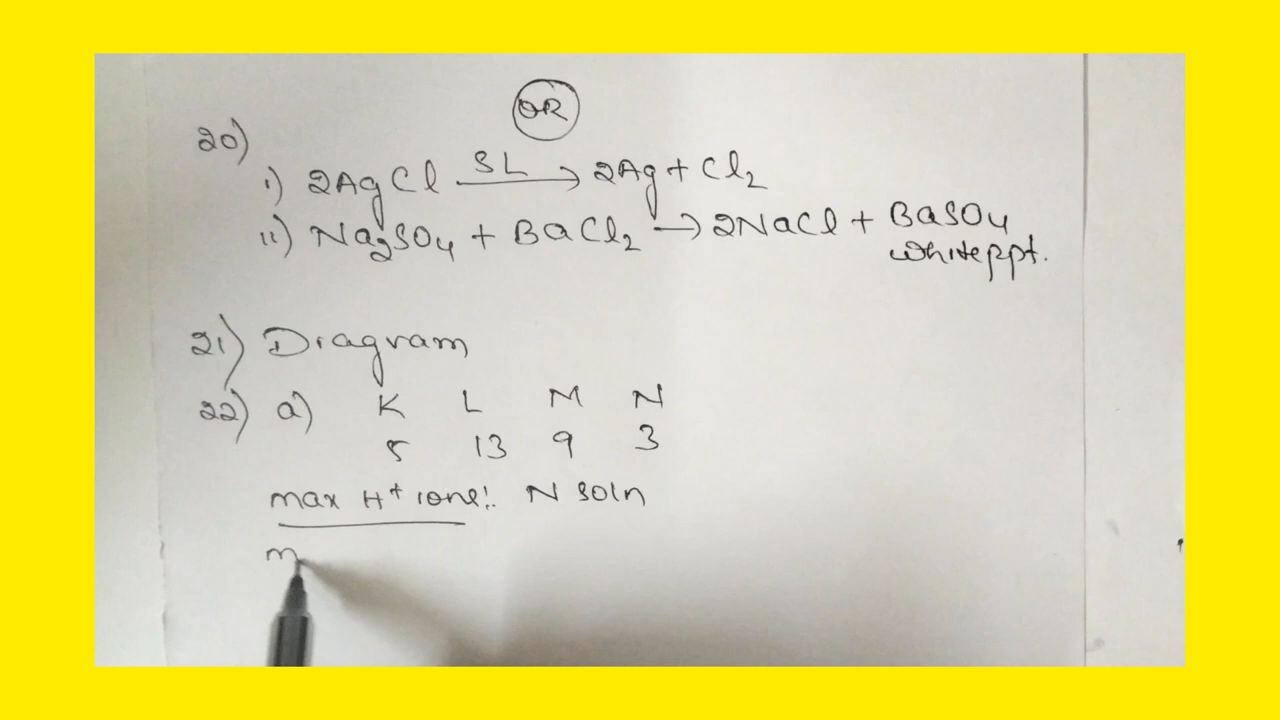 OR
20)
i) 2AgCl SL → 2Ag + Cl₂
ii) Na₂SO₄ + BaCl₂ → 2NaCl + BaSO₄
white ppt.
21) Diagram
22) a) K L M N
5 13 9 3
max H⁺ ions: N soln
m